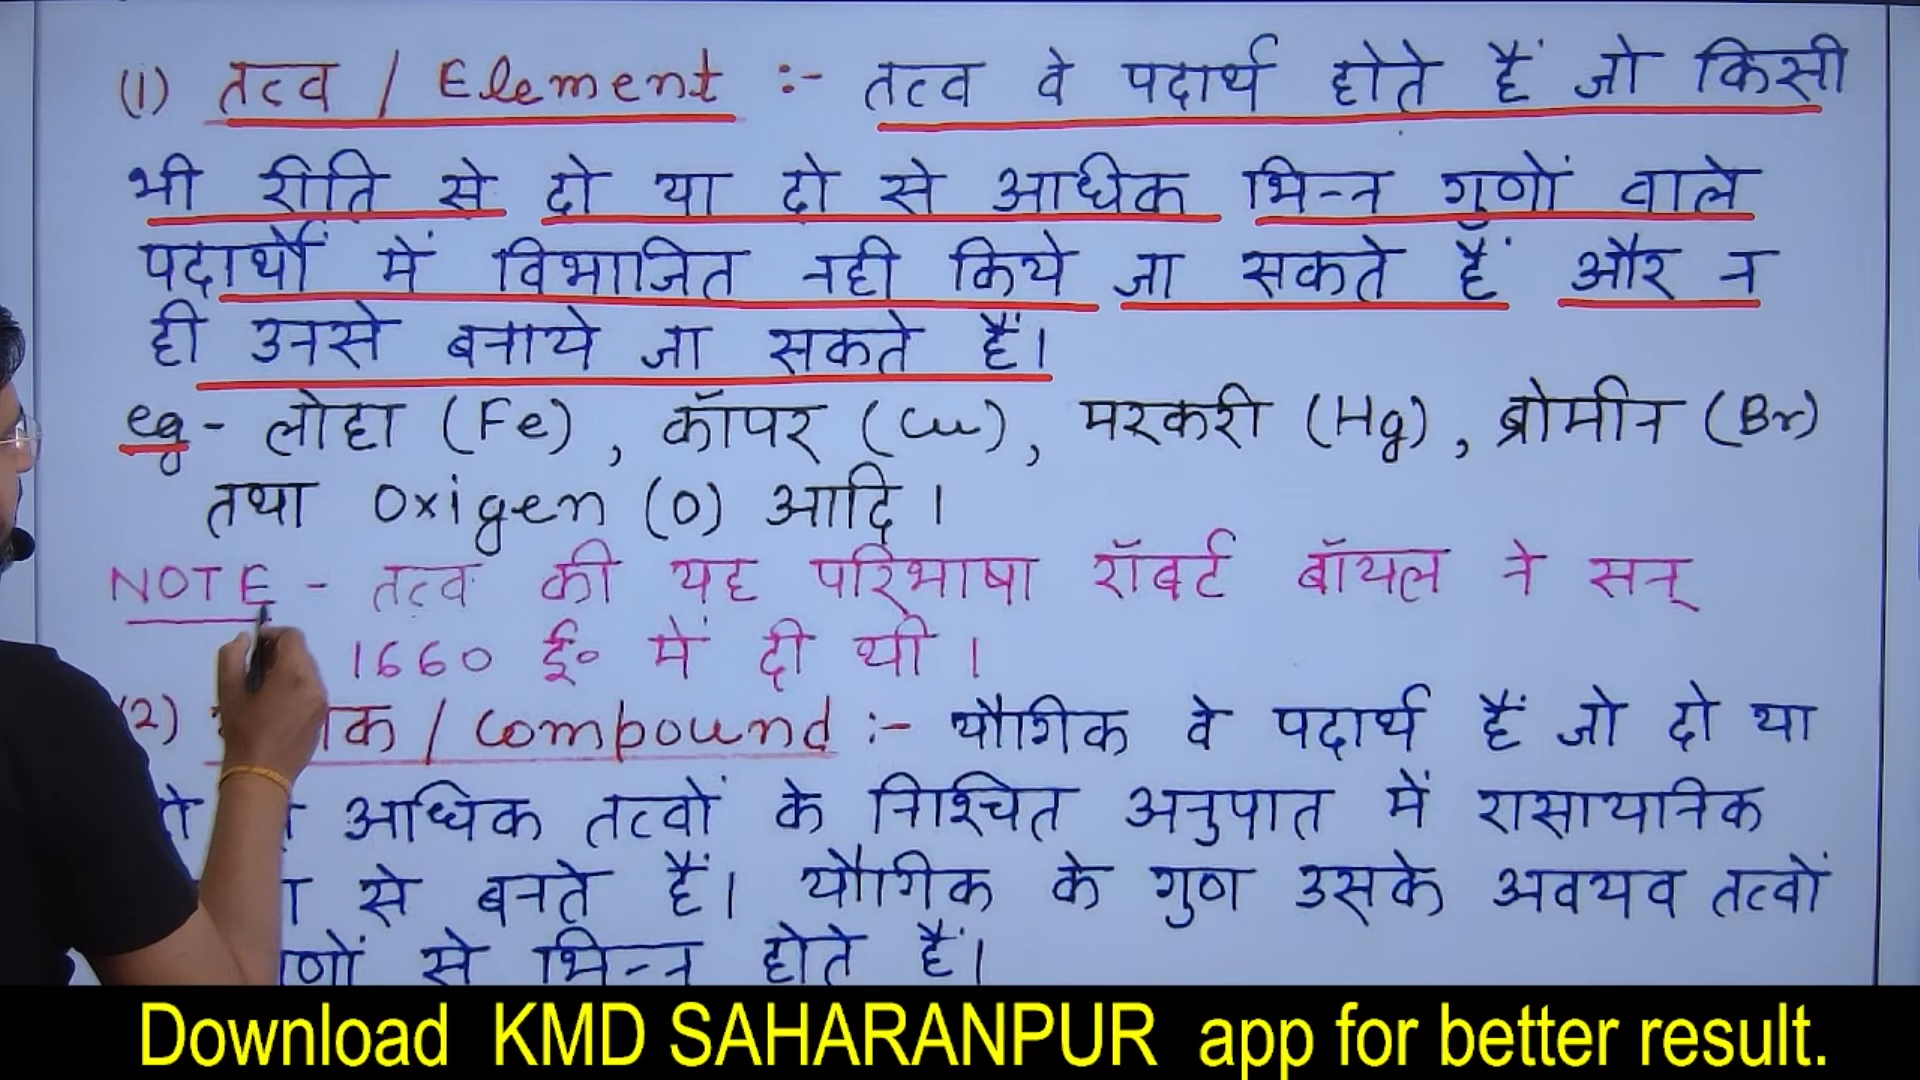 (1) तत्व / Element :- तत्व वे पदार्थ होते हैं जो किसी
भी रीति से दो या दो से अधिक भिन्न गुणों वाले
पदार्थों में विभाजित नही किये जा सकते हैं और न
ही उनसे बनाये जा सकते हैं।
eg - लोहा (Fe), कॉपर (Cu), मरकरी (Hg), ब्रोमीन (Br)
तथा Oxigen (O) आदि।
NOTE - तत्व की यह परिभाषा रॉबर्ट बॉयल ने सन्
1660 ई॰ में दी थी।
(2) / Compound :- यौगिक वे पदार्थ हैं जो दो या
अधिक तत्वों के निश्चित अनुपात में रासायनिक
से बनते हैं। यौगिक के गुण उसके अवयव तत्वों
से भिन्न होते हैं।
Download KMD SAHARANPUR app for better result.